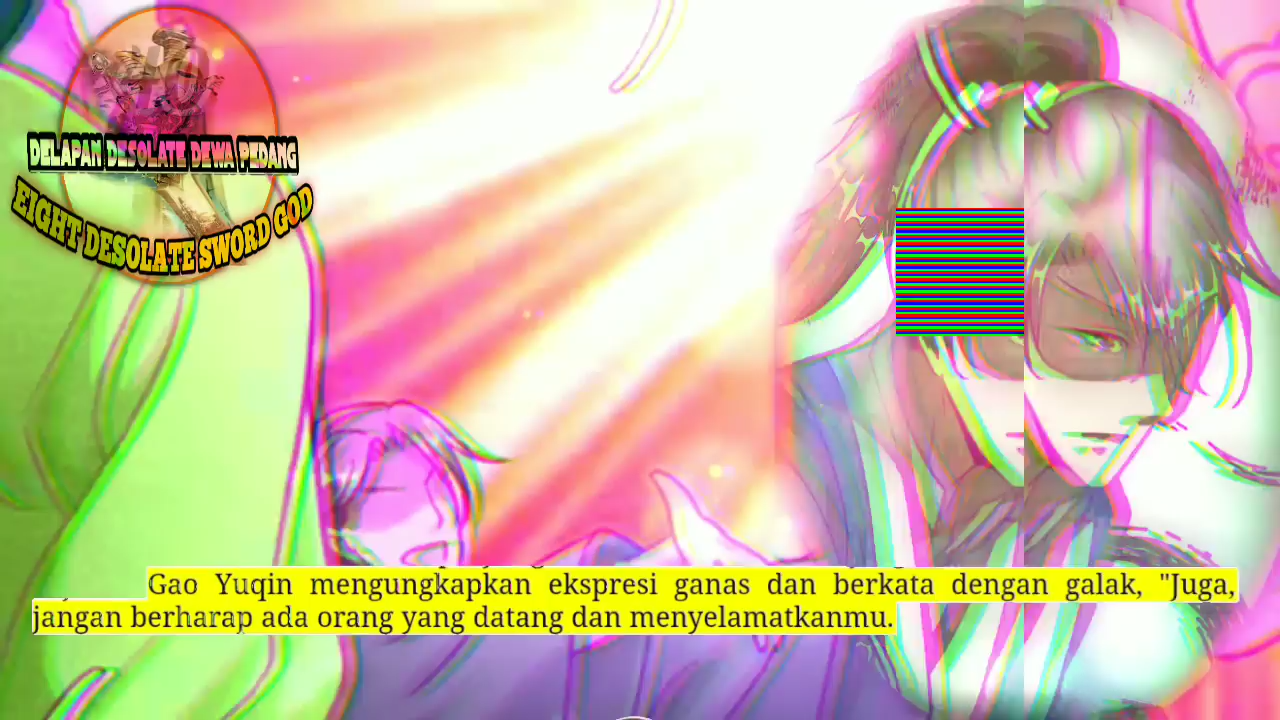 DELAPAN DESOLATE DEWA PEDANG
EIGHT DESOLATE SWORD GOD
Gao Yuqin mengungkapkan ekspresi ganas dan berkata dengan galak, "Juga,
jangan berharap ada orang yang datang dan menyelamatkanmu.